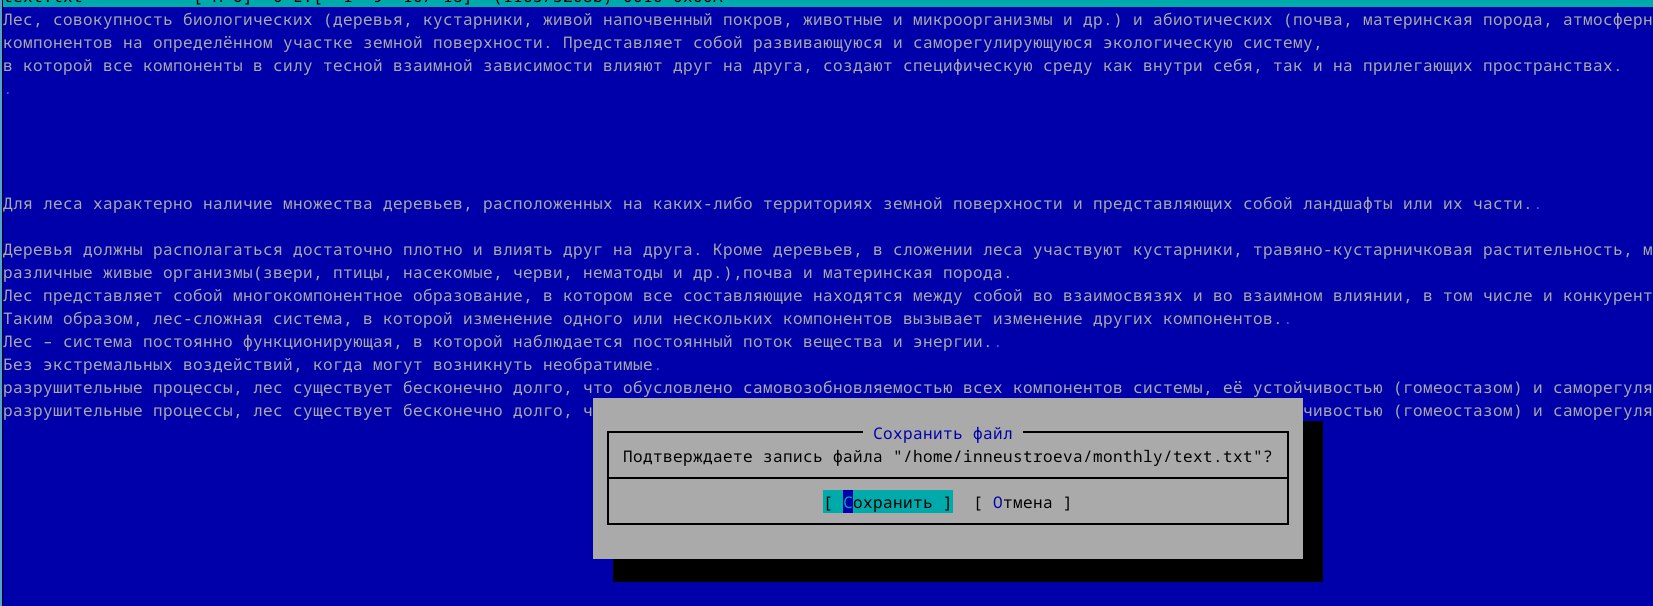 Лес, совокупность биологических (деревья, кустарники, живой напочвенный покров, животные и микроорганизмы и др.) и абиотических (почва, материнская порода, атмосферн
компонентов на определённом участке земной поверхности. Представляет собой развивающуюся и саморегулирующуюся экологическую систему,
в которой все компоненты в силу тесной взаимной зависимости влияют друг на друга, создают специфическую среду как внутри себя, так и на прилегающих пространствах.
.
Для леса характерно наличие множества деревьев, расположенных на каких-либо территориях земной поверхности и представляющих собой ландшафты или их части..
Деревья должны располагаться достаточно плотно и влиять друг на друга. Кроме деревьев, в сложении леса участвуют кустарники, травяно-кустарничковая растительность, м
различные живые организмы(звери, птицы, насекомые, черви, нематоды и др.),почва и материнская порода.
Лес представляет собой многокомпонентное образование, в котором все составляющие находятся между собой во взаимосвязях и во взаимном влиянии, в том числе и конкурент
Таким образом, лес-сложная система, в которой изменение одного или нескольких компонентов вызывает изменение других компонентов..
Лес – система постоянно функционирующая, в которой наблюдается постоянный поток вещества и энергии..
Без экстремальных воздействий, когда могут возникнуть необратимые.
разрушительные процессы, лес существует бесконечно долго, что обусловлено самовозобновляемостью всех компонентов системы, её устойчивостью (гомеостазом) и саморегуля
разрушительные процессы, лес существует бесконечно долго, ч чивостью (гомеостазом) и саморегуля
Сохранить файл
Подтверждаете запись файла "/home/inneustroeva/monthly/text.txt"?
[ Сохранить ] [ Отмена ]